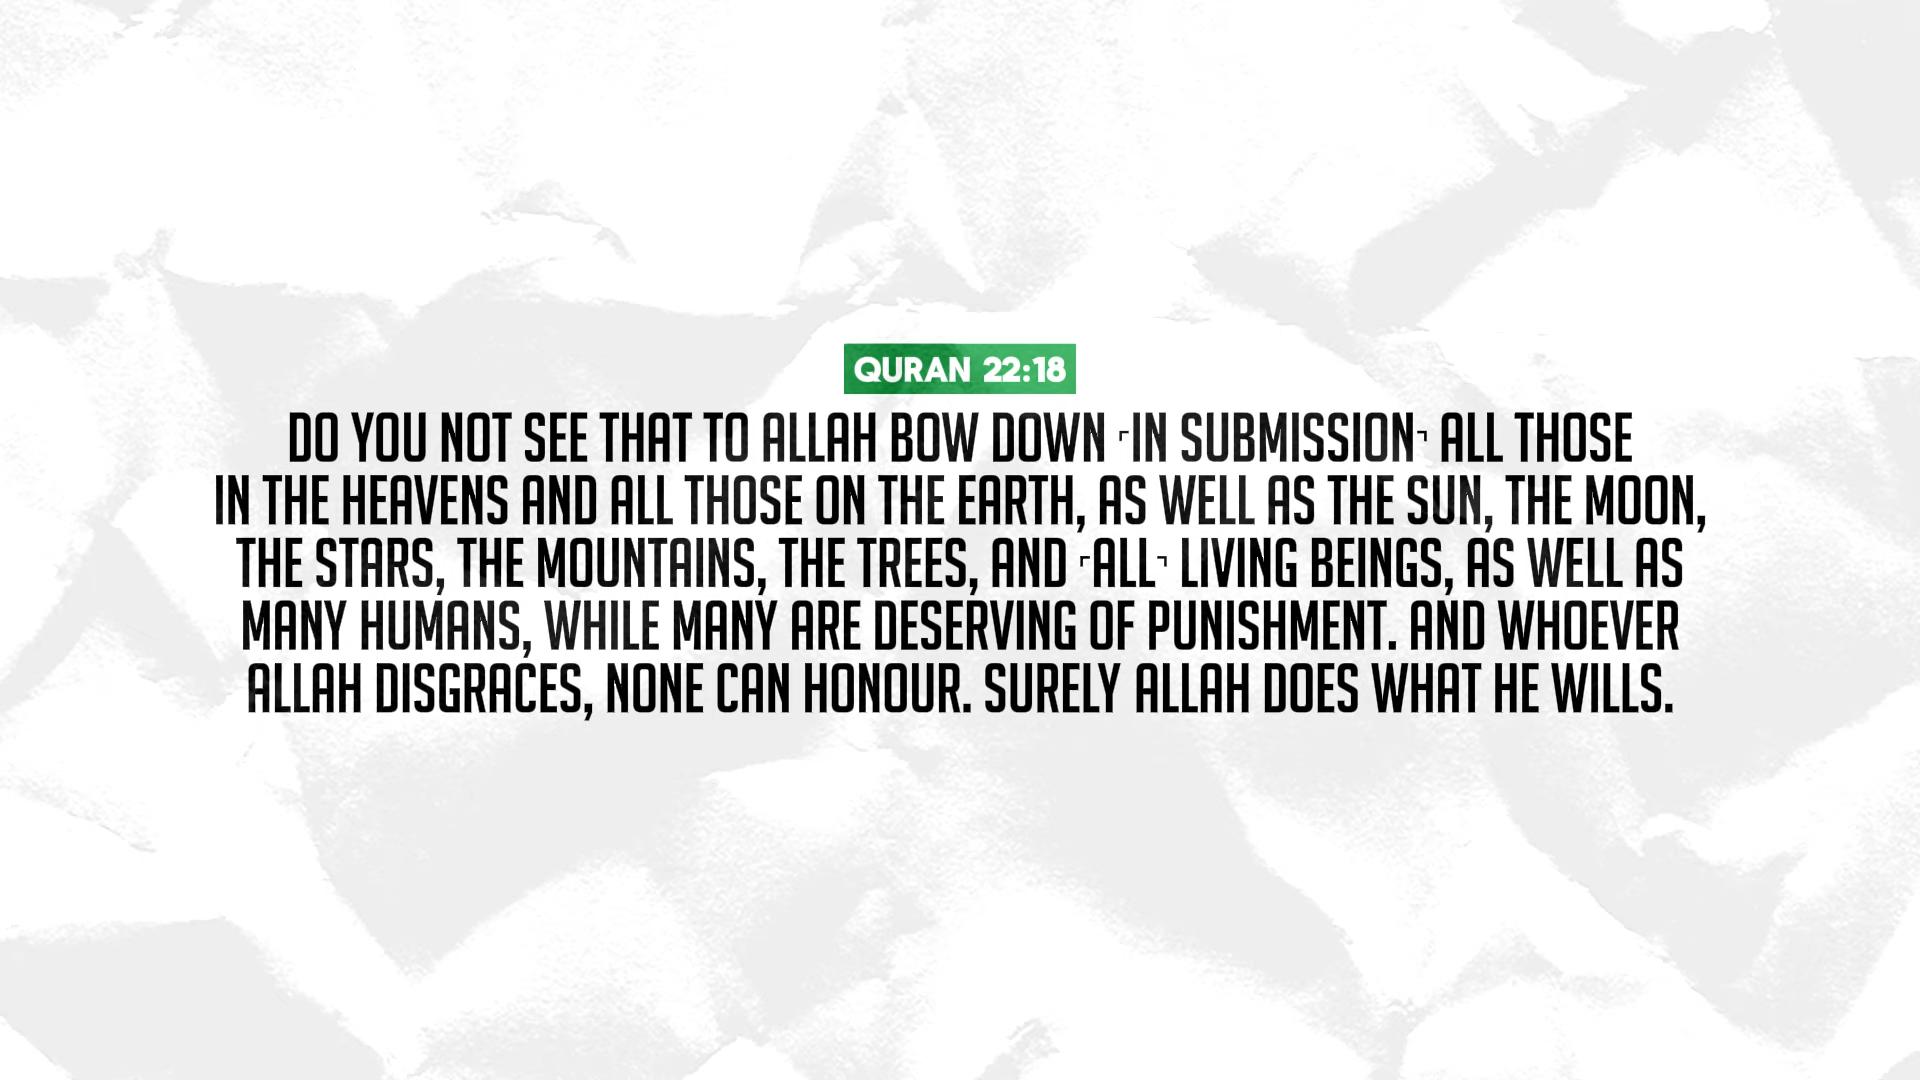 QURAN 22:18
DO YOU NOT SEE THAT TO ALLAH BOW DOWN ⸢IN SUBMISSION⸣ ALL THOSE
IN THE HEAVENS AND ALL THOSE ON THE EARTH, AS WELL AS THE SUN, THE MOON,
THE STARS, THE MOUNTAINS, THE TREES, AND ⸢ALL⸣ LIVING BEINGS, AS WELL AS
MANY HUMANS, WHILE MANY ARE DESERVING OF PUNISHMENT. AND WHOEVER
ALLAH DISGRACES, NONE CAN HONOUR. SURELY ALLAH DOES WHAT HE WILLS.